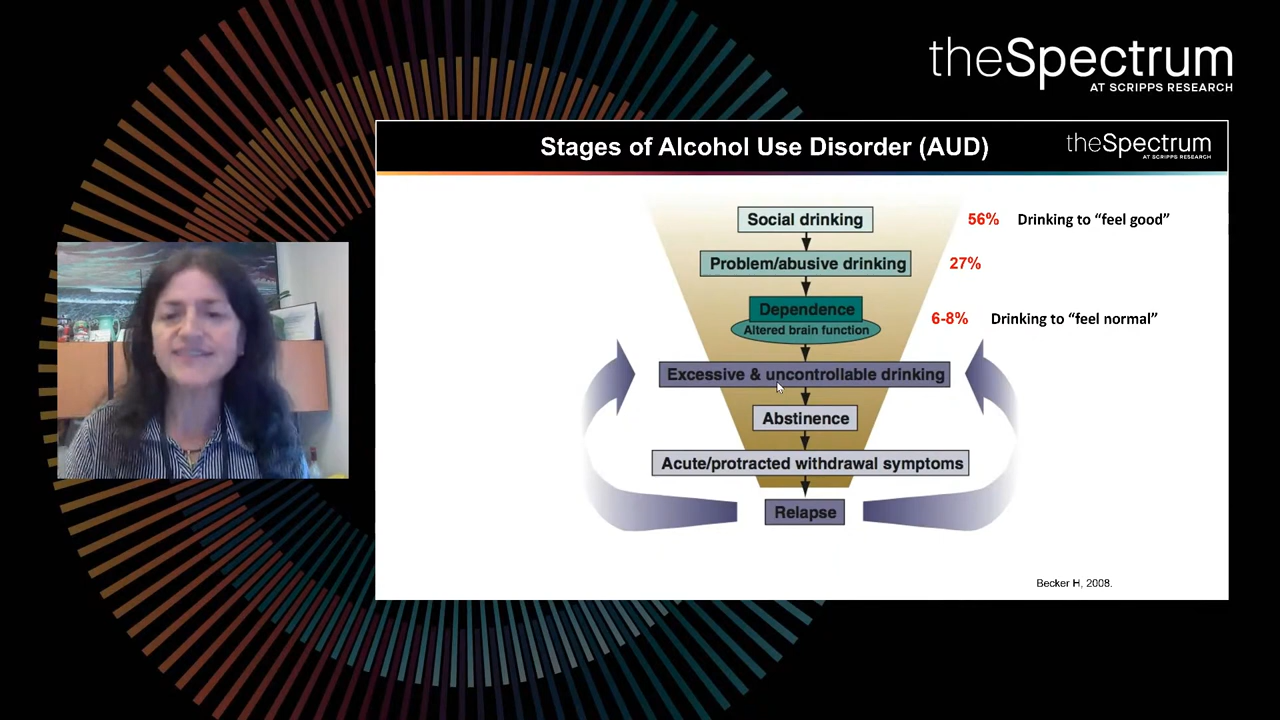 theSpectrum
AT SCRIPPS RESEARCH
Stages of Alcohol Use Disorder (AUD)
theSpectrum
AT SCRIPPS RESEARCH
Social drinking
56%
Drinking to “feel good”
Problem/abusive drinking
27%
Dependence
Altered brain function
6-8%
Drinking to “feel normal”
Excessive & uncontrollable drinking
Abstinence
Acute/protracted withdrawal symptoms
Relapse
Becker H, 2008.